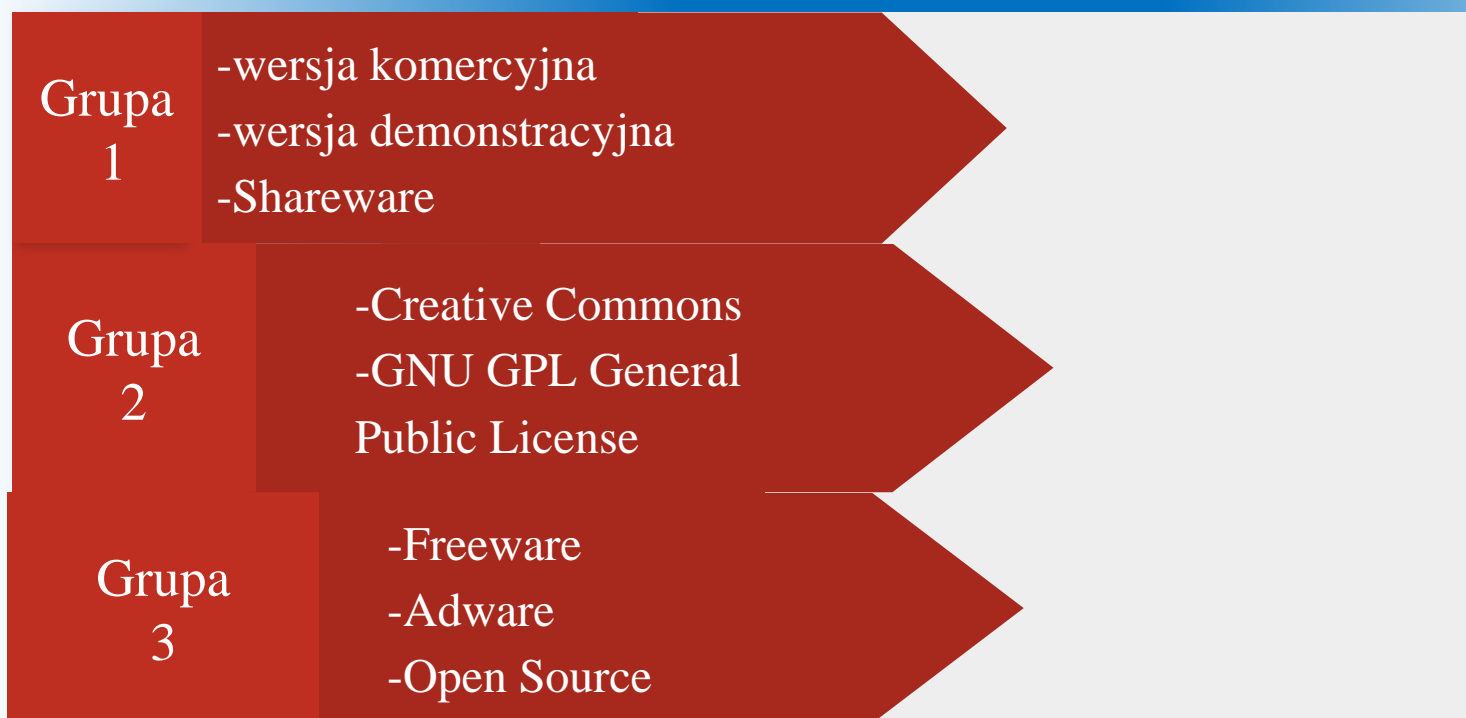 Grupa
1
-wersja komercyjna
-wersja demonstracyjna
-Shareware
Grupa
2
-Creative Commons
-GNU GPL General
Public License
Grupa
3
-Freeware
-Adware
-Open Source